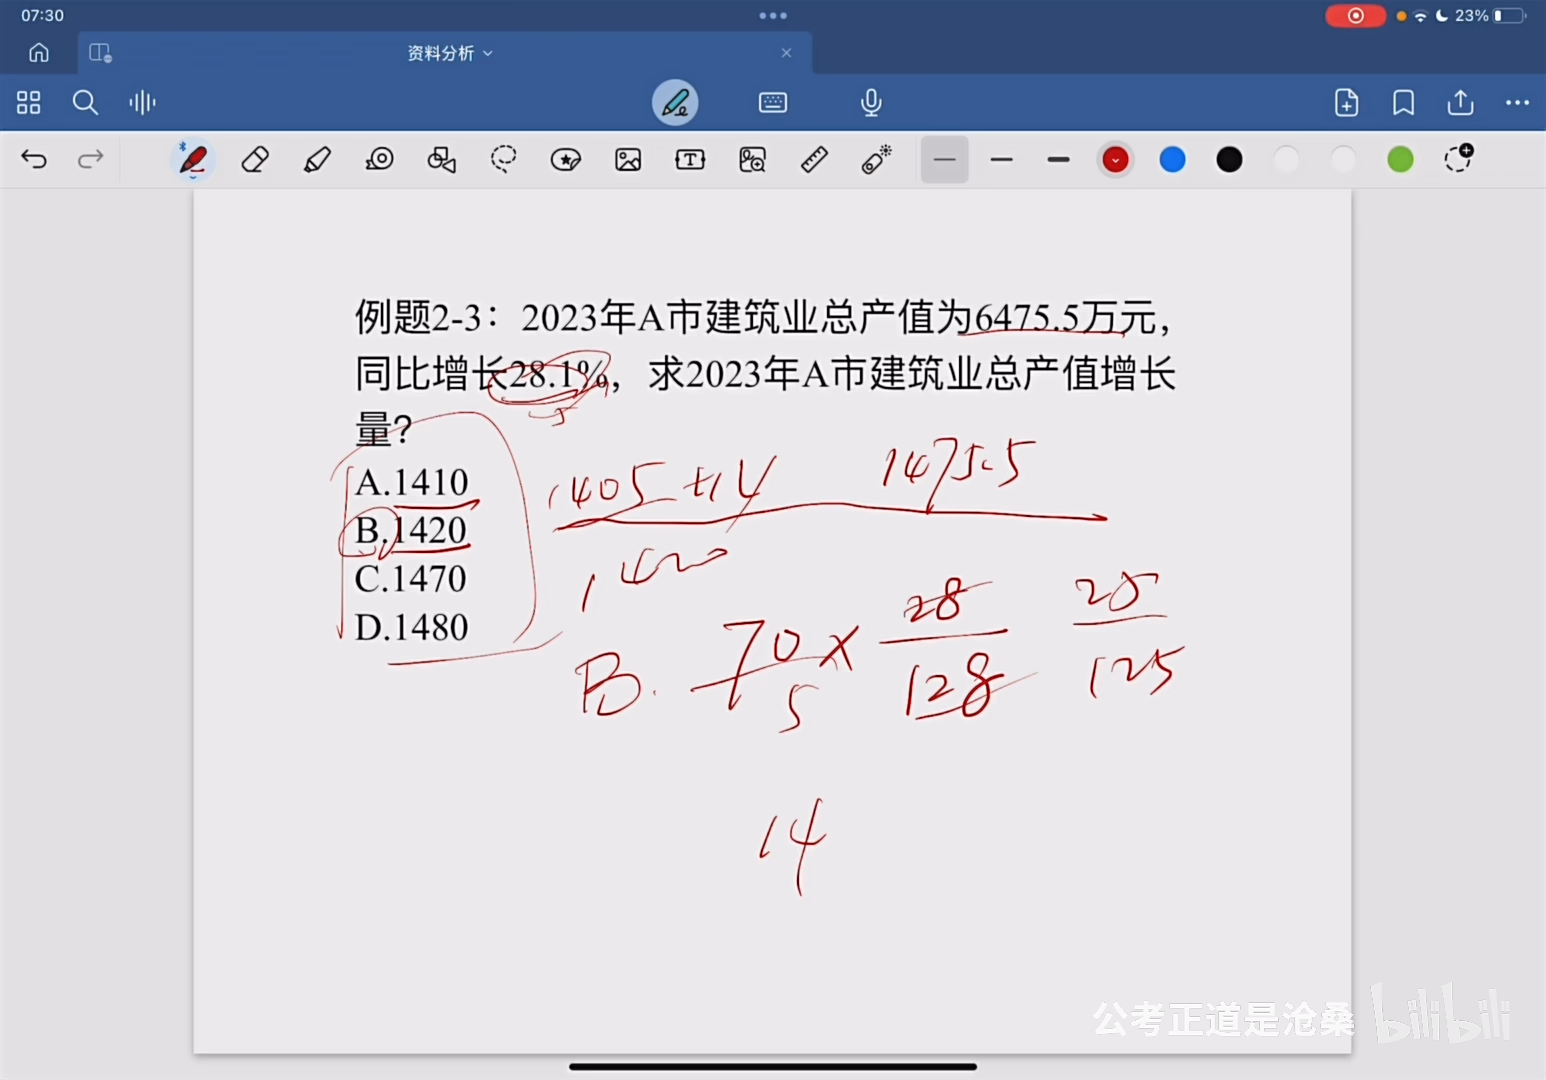 07:30
23%
资料分析
例题2-3：2023年A市建筑业总产值为6475.5万元，
同比增长28.1%，求2023年A市建筑业总产值增长
量？
A.1410
B.1420
C.1470
D.1480
1405+14
1475.5
1420
B.
70/5 ×
28/128
25/125
14
公考正道是沧桑 bilibili